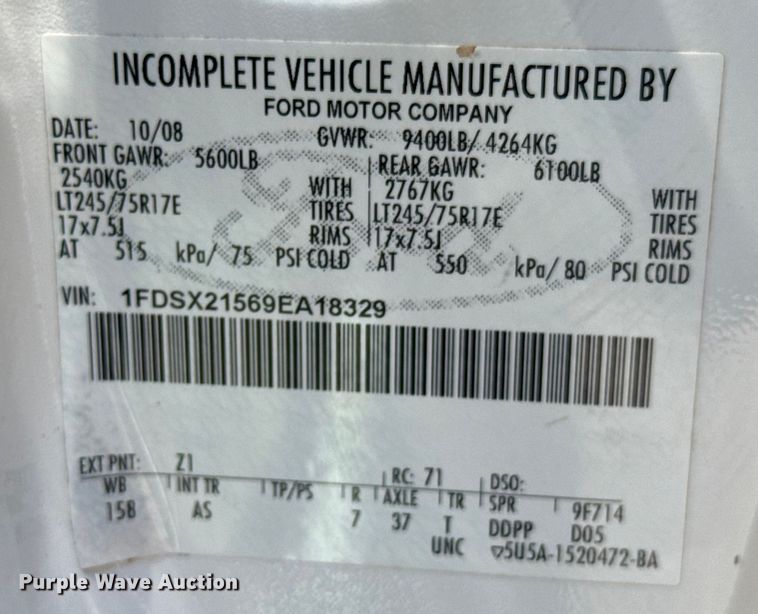 INCOMPLETE VEHICLE MANUFACTURED BY
FORD MOTOR COMPANY
DATE: 10/08 GVWR: 9400LB/ 4264KG
FRONT GAWR: 5600LB REAR GAWR: 6100LB
2540KG WITH 2767KG WITH
LT245/75R17E TIRES LT245/75R17E TIRES
17x7.5J RIMS 17x7.5J RIMS
AT 515 kPa/ 75 PSI COLD AT 550 kPa/ 80 PSI COLD
VIN: 1FDSX21569EA18329
EXT PNT: Z1 RC: 71 DSO:
WB INT TR TP/PS R AXLE TR SPR 9F714
158 AS 7 37 T DDPP D05
UNC ▽5U5A-1520472-BA
Purple Wave Auction